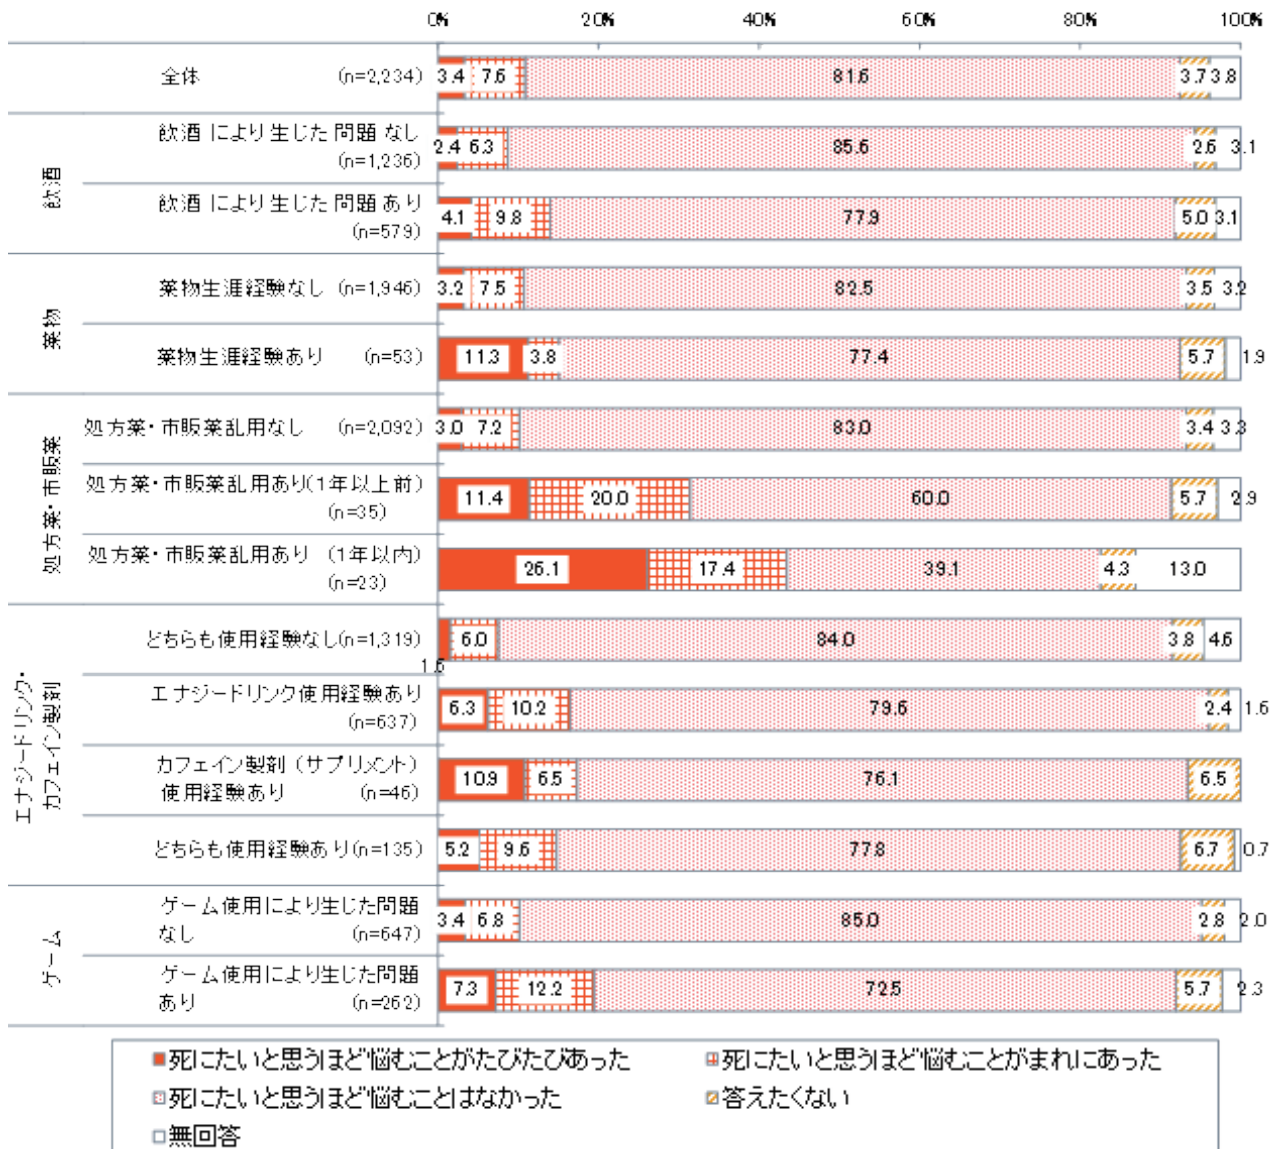 0% 20% 40% 60% 80% 100%
全体 (n=2,234) 3.4 7.6 81.6 3.7 3.8
飲酒
飲酒により生じた問題なし
(n=1,236) 2.4 6.3 85.6 2.6 3.1
飲酒により生じた問題あり
(n=579) 4.1 9.8 77.9 5.0 3.1
薬物
薬物生涯経験なし (n=1,946) 3.2 7.5 82.5 3.5 3.2
薬物生涯経験あり (n=53) 11.3 3.8 77.4 5.7 1.9
処方薬・市販薬
処方薬・市販薬乱用なし (n=2,092) 3.0 7.2 83.0 3.4 3.3
処方薬・市販薬乱用あり(1年以上前)
(n=35) 11.4 20.0 60.0 5.7 2.9
処方薬・市販薬乱用あり (1年以内)
(n=23) 26.1 17.4 39.1 4.3 13.0
エナジードリンク・
カフェイン製剤
どちらも使用経験なし(n=1,319) 6.0 84.0 3.8 4.6
エナジードリンク使用経験あり
(n=637) 6.3 10.2 79.6 2.4 1.6
カフェイン製剤(サプリメント)
使用経験あり (n=46) 10.9 6.5 76.1 6.5
どちらも使用経験あり(n=135) 5.2 9.6 77.8 6.7 0.7
ゲーム
ゲーム使用により生じた問題
なし (n=647) 3.4 6.8 85.0 2.8 2.0
ゲーム使用により生じた問題
あり (n=262) 7.3 12.2 72.5 5.7 2.3
死にたいと思うほど悩むことがたびたびあった 死にたいと思うほど悩むことがまれにあった
死にたいと思うほど悩むことはなかった 答えたくない
無回答